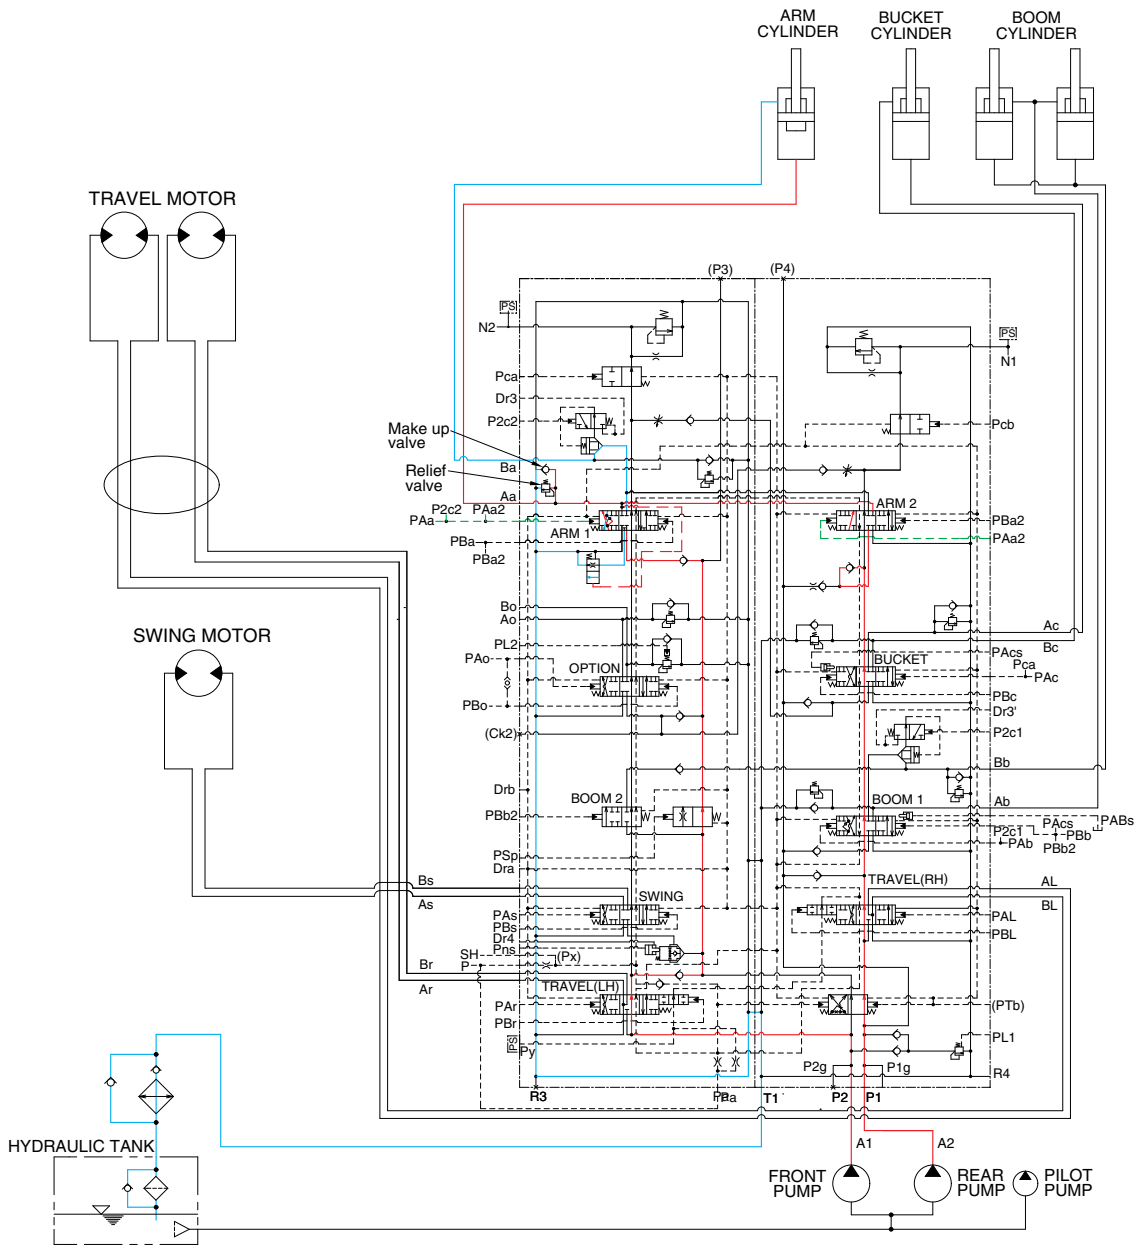 ARM
CYLINDER
BUCKET
CYLINDER
BOOM
CYLINDER
TRAVEL MOTOR
(P3)
(P4)
PS
N2
PS
N1
Pca
Dr3
P2c2
Pcb
Make up
valve
Relief
valve
Ba
Aa
P2c2
PAa2
PAa
ARM 1
ARM 2
PBa2
PAa2
PBa
PBa2
Bo
Ao
PL2
PAo
OPTION
PBo
(Ck2)
Ac
Bc
PAcs
Pca
BUCKET
PAc
PBc
Dr3'
P2c1
SWING MOTOR
Bb
Drb
BOOM 2
PBb2
BOOM 1
Ab
P2c1
PAcs
PABs
PBb
PAb
PBb2
PSp
Dra
TRAVEL(RH)
Bs
As
AL
BL
SWING
PAs
PBs
Dr4
Pns
PAL
PBL
SH
P
(Px)
Br
Ar
TRAVEL(LH)
PAr
PBr
(PTb)
PS
Py
PL1
P2g
P1g
R4
R3
T1
P2
P1
HYDRAULIC TANK
A1
A2
FRONT
PUMP
REAR
PUMP
PILOT
PUMP